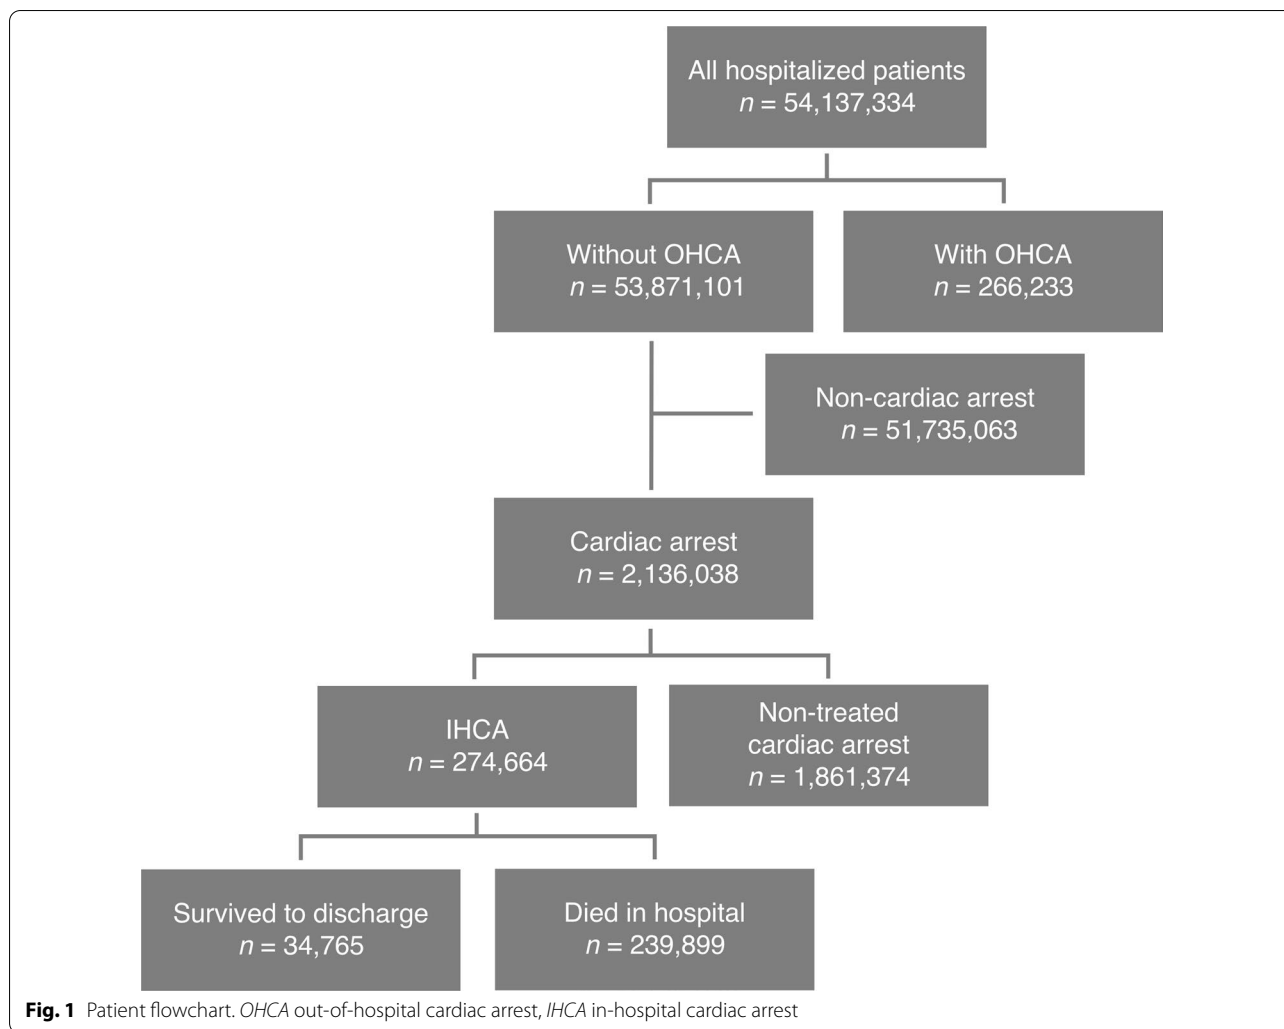 All hospitalized patients
n = 54,137,334
Without OHCA
n = 53,871,101
With OHCA
n = 266,233
Non-cardiac arrest
n = 51,735,063
Cardiac arrest
n = 2,136,038
IHCA
n = 274,664
Non-treated
cardiac arrest
n = 1,861,374
Survived to discharge
n = 34,765
Died in hospital
n = 239,899
Fig. 1 Patient flowchart. OHCA out-of-hospital cardiac arrest, IHCA in-hospital cardiac arrest